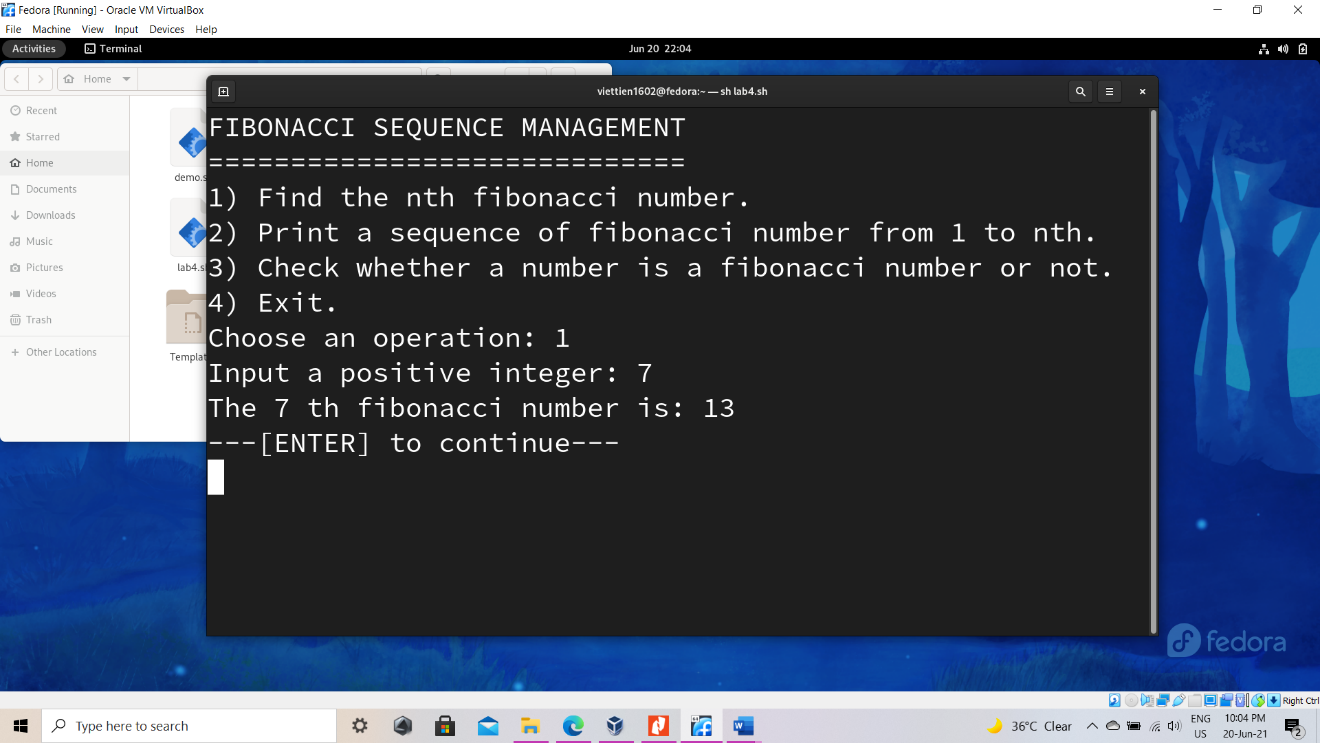 Fedora [Running] - Oracle VM VirtualBox
File Machine View Input Devices Help
Activities Terminal Jun 20 22:04
Home
viettien1602@fedora:~ — sh lab4.sh
Recent
Starred
Home
Documents
Downloads
Music
Pictures
Videos
Trash
+ Other Locations
demo.s
lab4.sh
Templat
FIBONACCI SEQUENCE MANAGEMENT
=============================
1) Find the nth fibonacci number.
2) Print a sequence of fibonacci number from 1 to nth.
3) Check whether a number is a fibonacci number or not.
4) Exit.
Choose an operation: 1
Input a positive integer: 7
The 7 th fibonacci number is: 13
---[ENTER] to continue---
fedora
Right Ctrl
Type here to search
36°C Clear
ENG
US
10:04 PM
20-Jun-21
2